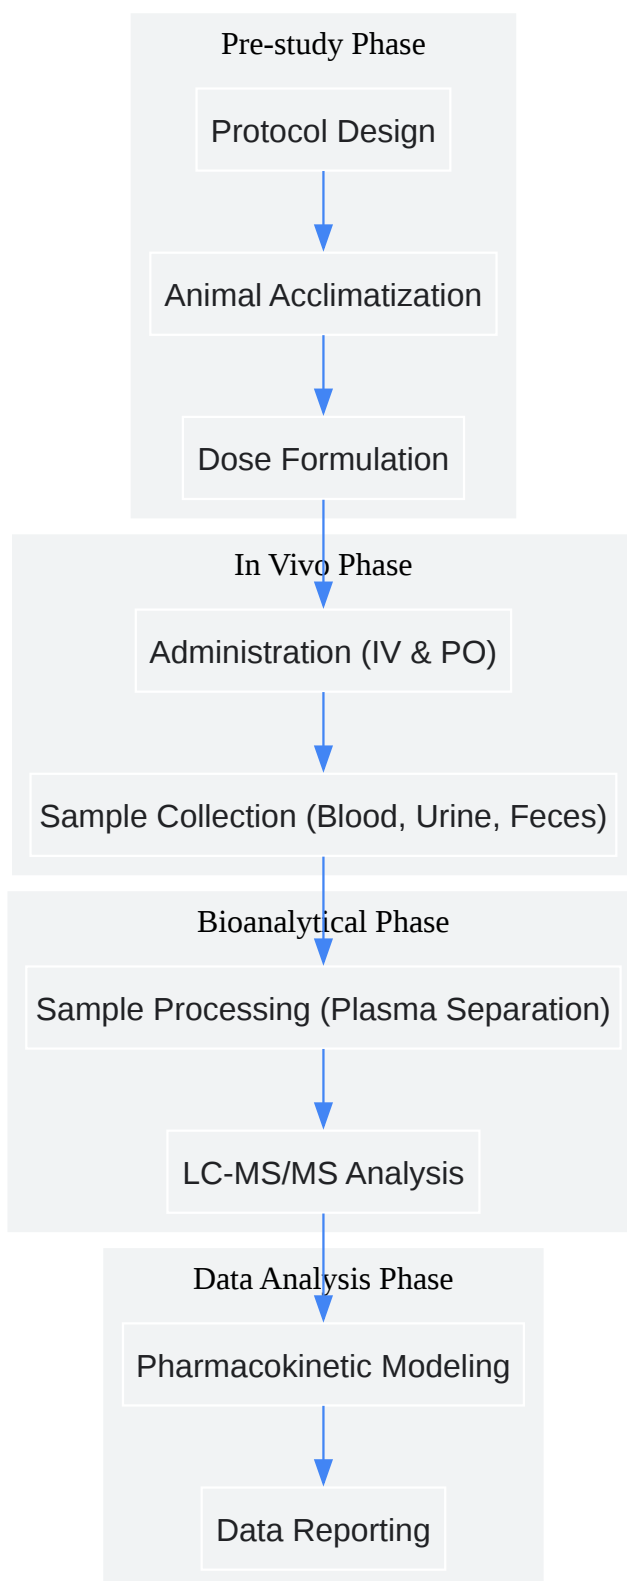 Pre-study Phase
Protocol Design
Animal Acclimatization
Dose Formulation
In Vivo Phase
Administration (IV & PO)
Sample Collection (Blood, Urine, Feces)
Bioanalytical Phase
Sample Processing (Plasma Separation)
LC-MS/MS Analysis
Data Analysis Phase
Pharmacokinetic Modeling
Data Reporting